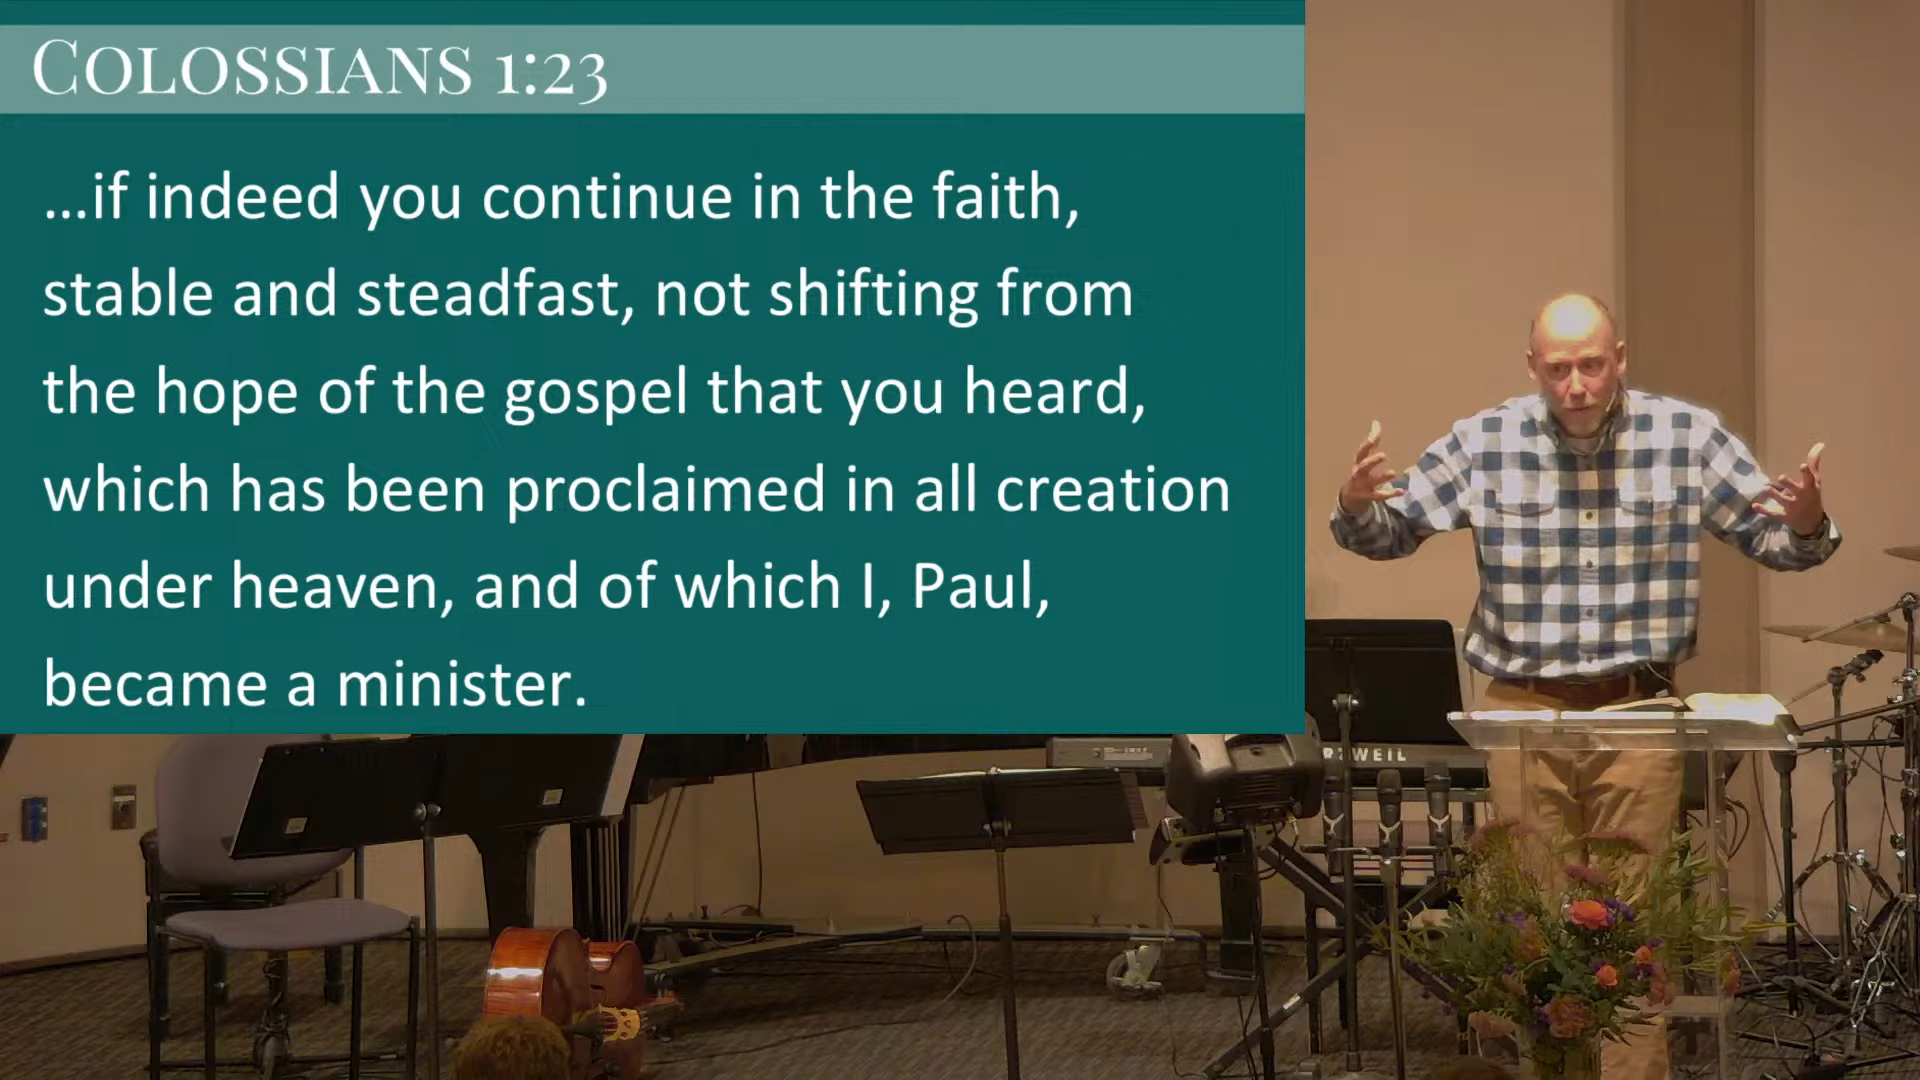 COLOSSIANS 1:23
...if indeed you continue in the faith,
stable and steadfast, not shifting from
the hope of the gospel that you heard,
which has been proclaimed in all creation
under heaven, and of which I, Paul,
became a minister.
RZWEIL